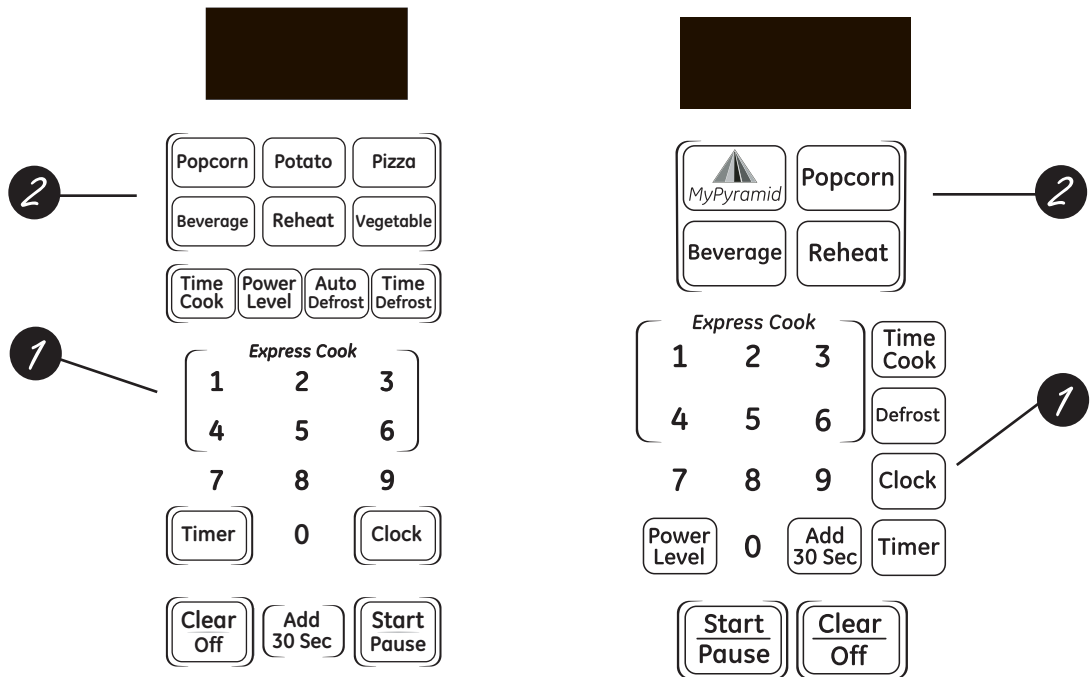 2
Popcorn Potato Pizza
Beverage Reheat Vegetable
Time Cook Power Level Auto Defrost Time Defrost
1
Express Cook
1 2 3
4 5 6
7 8 9
Timer 0 Clock
Clear Off Add 30 Sec Start Pause
MyPyramid Popcorn
2
Beverage Reheat
Express Cook
1 2 3 Time Cook
4 5 6 Defrost
1
7 8 9 Clock
Power Level 0 Add 30 Sec Timer
Start Pause Clear Off